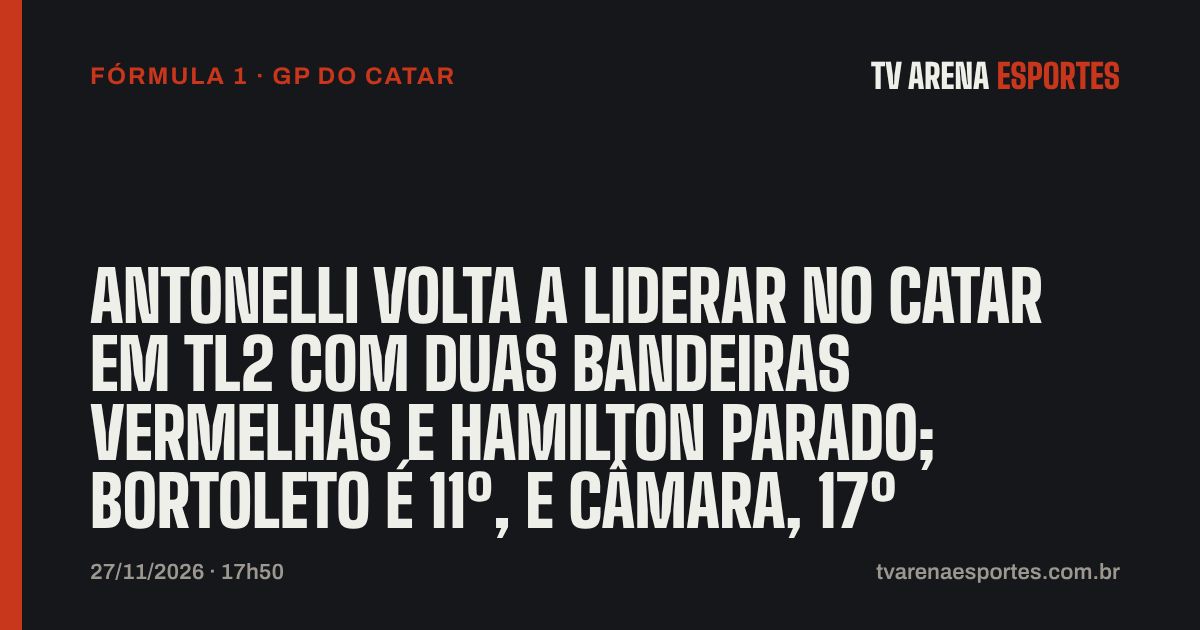 FÓRMULA 1 · GP DO CATAR
TV ARENA ESPORTES
ANTONELLI VOLTA A LIDERAR NO CATAR
EM TL2 COM DUAS BANDEIRAS
VERMELHAS E HAMILTON PARADO;
BORTOLETO É 11º, E CÂMARA, 17º
27/11/2026 · 17h50
tvarenaesportes.com.br